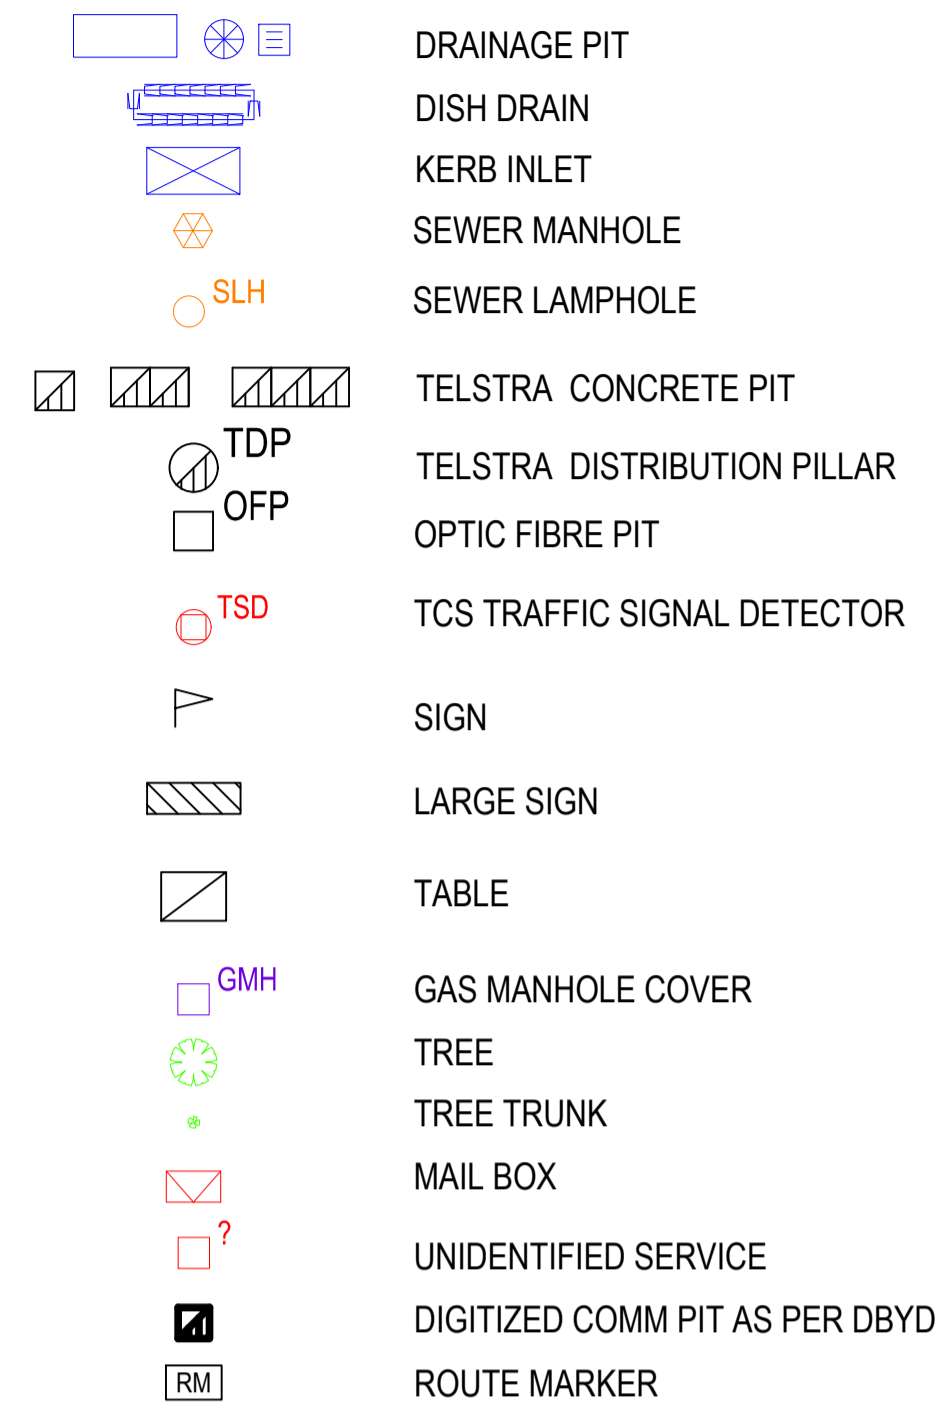 DRAINAGE PIT
DISH DRAIN
KERB INLET
SEWER MANHOLE
SLH
SEWER LAMPHOLE
TELSTRA CONCRETE PIT
TDP
TELSTRA DISTRIBUTION PILLAR
OFP
OPTIC FIBRE PIT
TSD
TCS TRAFFIC SIGNAL DETECTOR
SIGN
LARGE SIGN
TABLE
GMH
GAS MANHOLE COVER
TREE
TREE TRUNK
MAIL BOX
?
UNIDENTIFIED SERVICE
DIGITIZED COMM PIT AS PER DBYD
RM
ROUTE MARKER